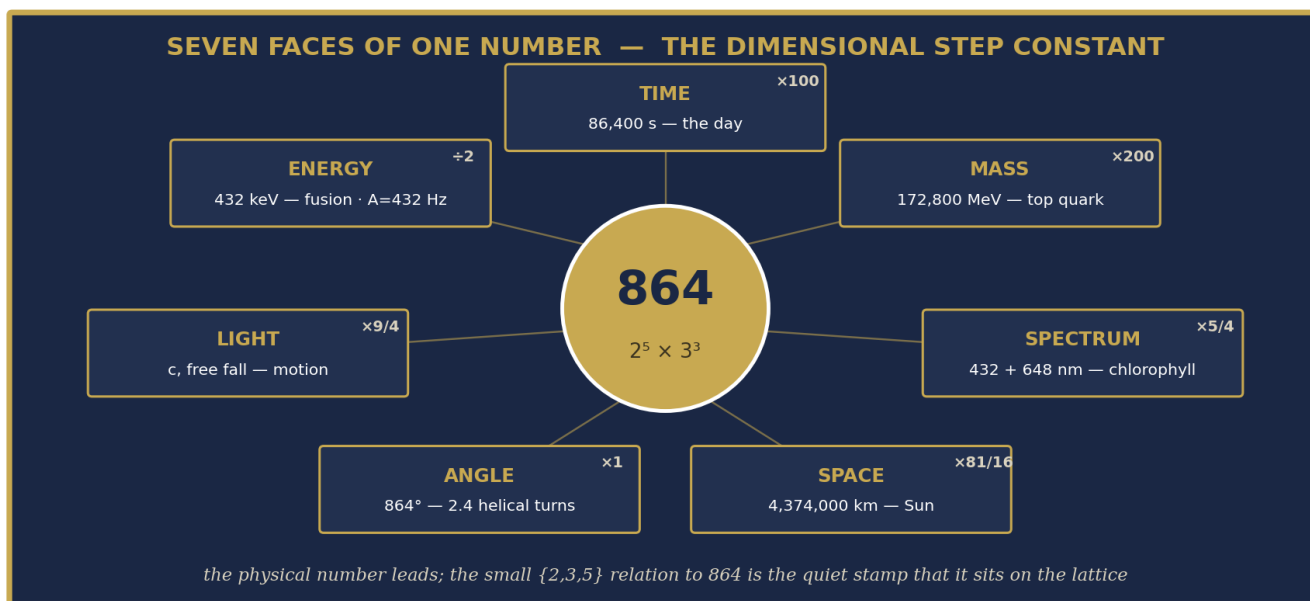 SEVEN FACES OF ONE NUMBER — THE DIMENSIONAL STEP CONSTANT
×100
TIME
86,400 s — the day
÷2
ENERGY
432 keV — fusion · A=432 Hz
×200
MASS
172,800 MeV — top quark
864
2⁵ × 3³
×9/4
LIGHT
c, free fall — motion
×5/4
SPECTRUM
432 + 648 nm — chlorophyll
×1
ANGLE
864° — 2.4 helical turns
×81/16
SPACE
4,374,000 km — Sun
the physical number leads; the small {2,3,5} relation to 864 is the quiet stamp that it sits on the lattice